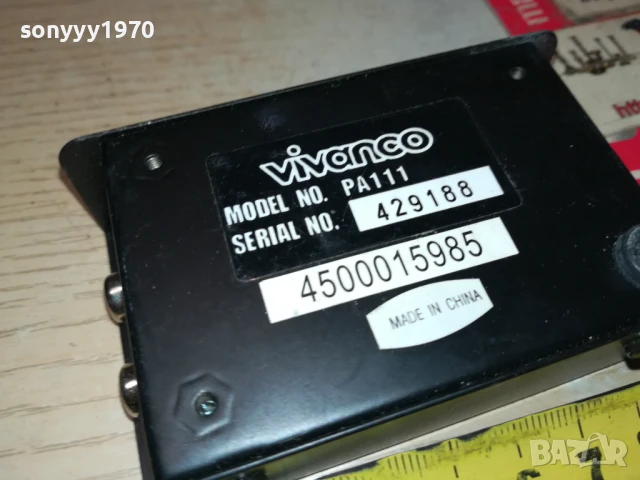 sonyyy1970
vivanco
MODEL NO. PA111
SERIAL NO. 429188
4500015985
MADE IN CHINA
BAZAR